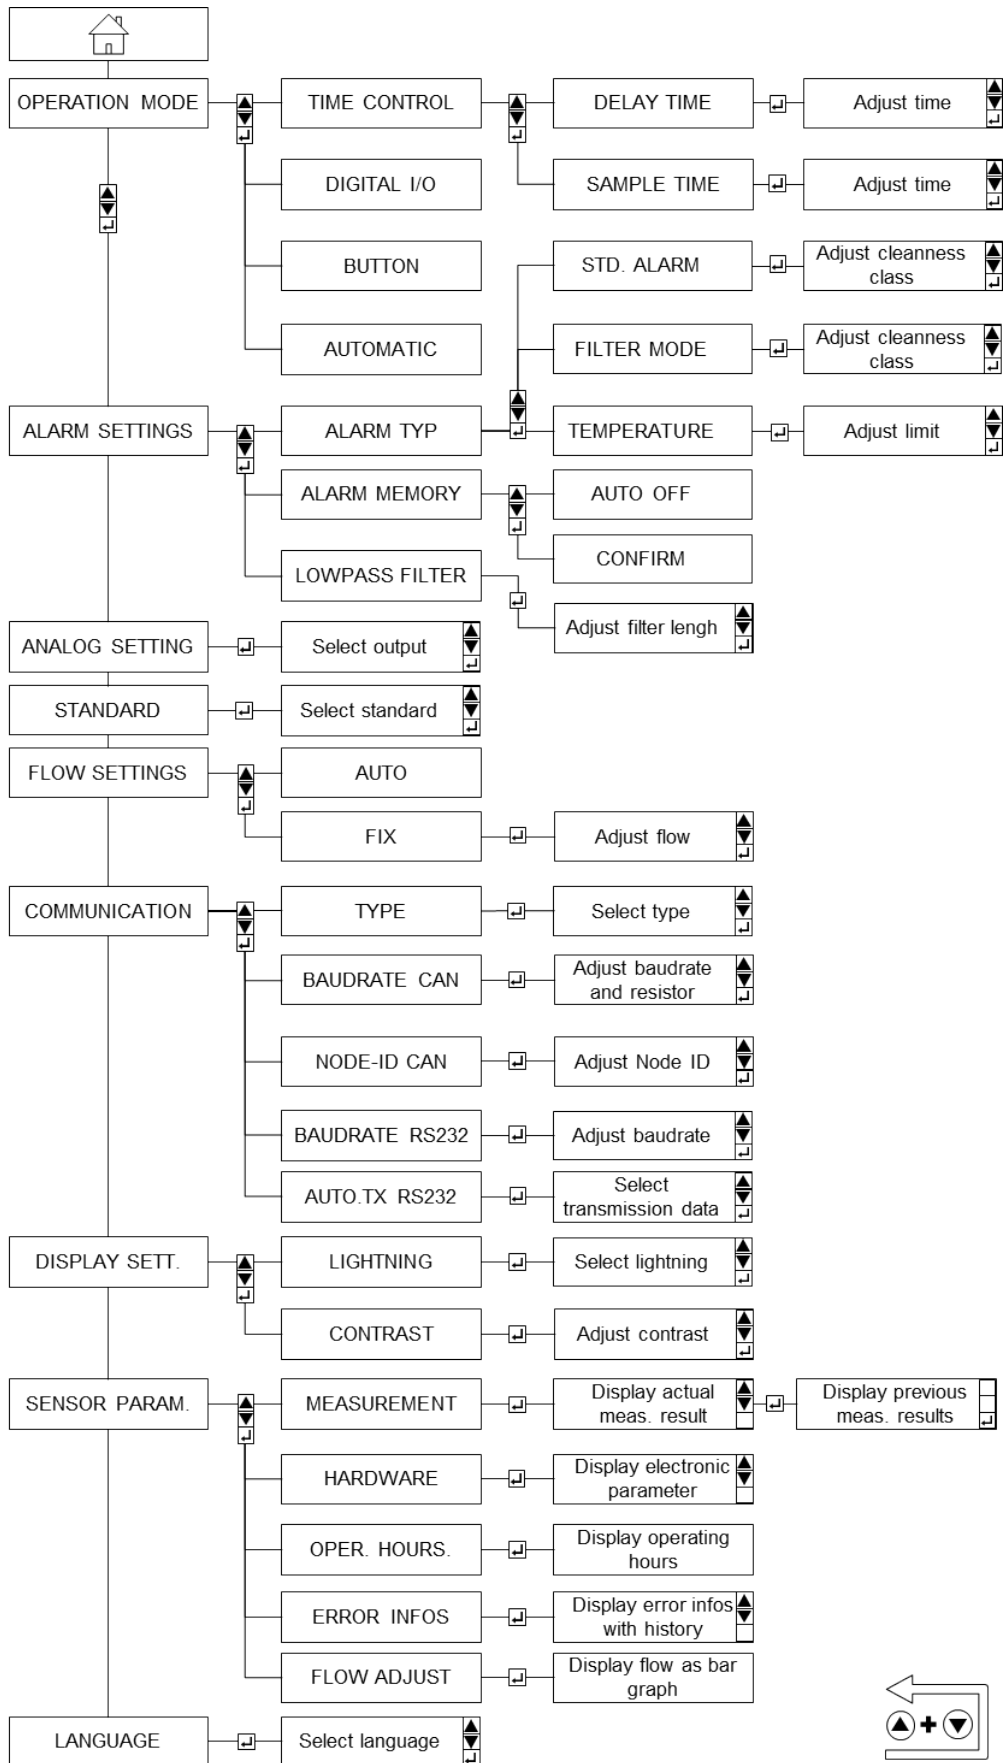 OPERATION MODE
TIME CONTROL
DELAY TIME
Adjust time
DIGITAL I/O
SAMPLE TIME
Adjust time
BUTTON
STD. ALARM
Adjust cleanness
class
AUTOMATIC
FILTER MODE
Adjust cleanness
class
ALARM SETTINGS
ALARM TYP
TEMPERATURE
Adjust limit
ALARM MEMORY
AUTO OFF
CONFIRM
LOWPASS FILTER
Adjust filter lengh
ANALOG SETTING
Select output
STANDARD
Select standard
FLOW SETTINGS
AUTO
FIX
Adjust flow
COMMUNICATION
TYPE
Select type
BAUDRATE CAN
Adjust baudrate
and resistor
NODE-ID CAN
Adjust Node ID
BAUDRATE RS232
Adjust baudrate
AUTO.TX RS232
Select
transmission data
DISPLAY SETT.
LIGHTNING
Select lightning
CONTRAST
Adjust contrast
SENSOR PARAM.
MEASUREMENT
Display actual
meas. result
Display previous
meas. results
HARDWARE
Display electronic
parameter
OPER. HOURS.
Display operating
hours
ERROR INFOS
Display error infos
with history
FLOW ADJUST
Display flow as bar
graph
LANGUAGE
Select language
+